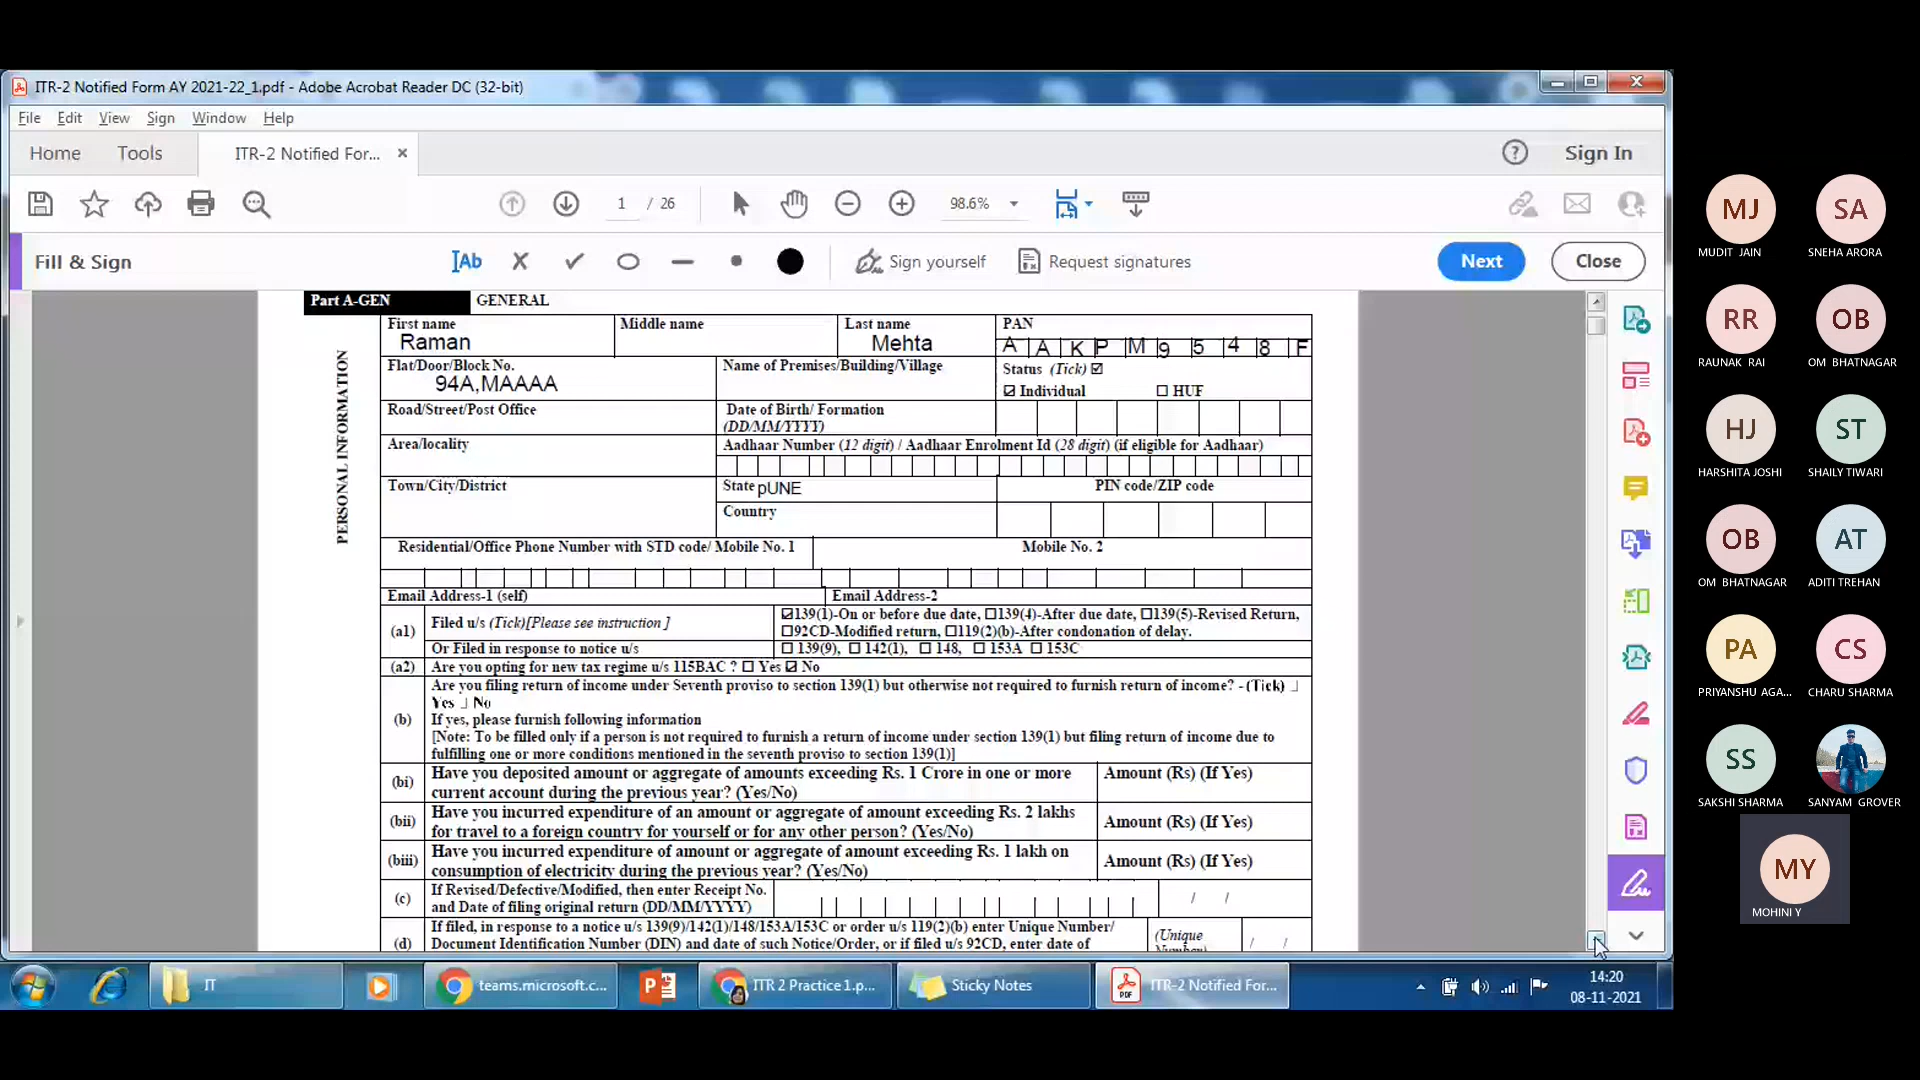 ITR-2 Notified Form AY 2021-22_1.pdf - Adobe Acrobat Reader DC (32-bit)
File Edit View Sign Window Help
Home Tools ITR-2 Notified For... × Sign In
1 / 26 98.6%
Fill & Sign Ab Sign yourself Request signatures Next Close
Part A-GEN GENERAL
PERSONAL INFORMATION
First name Middle name Last name PAN
Raman Mehta A A K P M 9 5 4 8 F
Flat/Door/Block No. Name of Premises/Building/Village Status (Tick) ☑
94A,MAAAA ☑ Individual ☐ HUF
Road/Street/Post Office Date of Birth/ Formation
(DD/MM/YYYY)
Area/locality Aadhaar Number (12 digit) / Aadhaar Enrolment Id (28 digit) (if eligible for Aadhaar)
Town/City/District State pUNE PIN code/ZIP code
Country
Residential/Office Phone Number with STD code/ Mobile No. 1 Mobile No. 2
Email Address-1 (self) Email Address-2
(a1) Filed u/s (Tick)[Please see instruction ] ☑139(1)-On or before due date, ☐139(4)-After due date, ☐139(5)-Revised Return,
☐92CD-Modified return, ☐119(2)(b)-After condonation of delay.
Or Filed in response to notice u/s ☐ 139(9), ☐ 142(1), ☐ 148, ☐ 153A ☐ 153C
(a2) Are you opting for new tax regime u/s 115BAC ? ☐ Yes ☑ No
(b) Are you filing return of income under Seventh proviso to section 139(1) but otherwise not required to furnish return of income? - (Tick)
Yes No
If yes, please furnish following information
[Note: To be filled only if a person is not required to furnish a return of income under section 139(1) but filing return of income due to
fulfilling one or more conditions mentioned in the seventh proviso to section 139(1)]
(bi) Have you deposited amount or aggregate of amounts exceeding Rs. 1 Crore in one or more Amount (Rs) (If Yes)
current account during the previous year? (Yes/No)
(bii) Have you incurred expenditure of an amount or aggregate of amount exceeding Rs. 2 lakhs Amount (Rs) (If Yes)
for travel to a foreign country for yourself or for any other person? (Yes/No)
(biii) Have you incurred expenditure of amount or aggregate of amount exceeding Rs. 1 lakh on Amount (Rs) (If Yes)
consumption of electricity during the previous year? (Yes/No)
(c) If Revised/Defective/Modified, then enter Receipt No. / /
and Date of filing original return (DD/MM/YYYY)
(d) If filed, in response to a notice u/s 139(9)/142(1)/148/153A/153C or order u/s 119(2)(b) enter Unique Number/ (Unique / /
Document Identification Number (DIN) and date of such Notice/Order, or if filed u/s 92CD, enter date of
IT teams.microsoft.c... ITR 2 Practice 1.p... Sticky Notes ITR-2 Notified For... 14:20
08-11-2021
MJ SA
MUDIT JAIN SNEHA ARORA
RR OB
RAUNAK RAI OM BHATNAGAR
HJ ST
HARSHITA JOSHI SHAILY TIWARI
OB AT
OM BHATNAGAR ADITI TREHAN
PA CS
PRIYANSHU AGA... CHARU SHARMA
SS
SAKSHI SHARMA SANYAM GROVER
MY
MOHINI Y